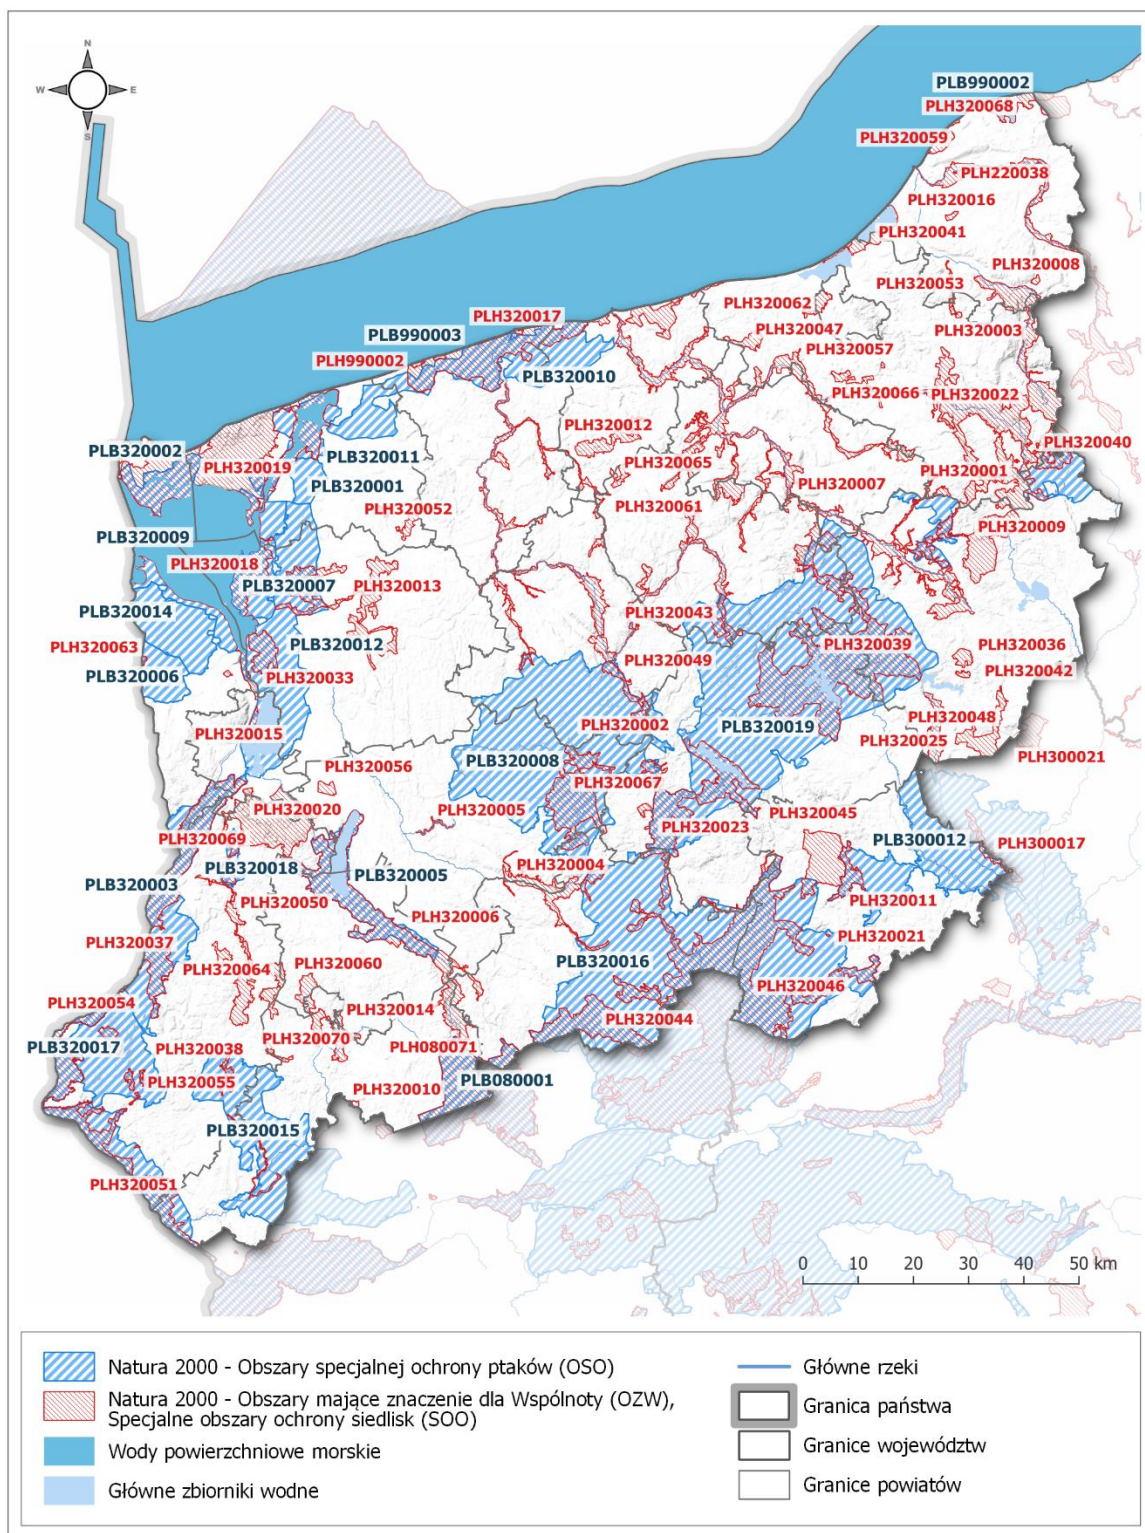 N
W
E
S
PLB990002
PLH320068
PLH320059
PLH220038
PLH320016
PLH320041
PLH320008
PLH320053
PLH320062
PLH320017
PLB990003
PLH320047
PLH320003
PLH320057
PLH990002
PLB320010
PLH320066
PLH320022
PLH320012
PLH320040
PLB320002
PLB320011
PLH320019
PLH320065
PLH320001
PLB320001
PLH320007
PLH320052
PLH320061
PLH320009
PLB320009
PLH320018
PLB320007
PLH320013
PLB320014
PLH320043
PLH320063
PLB320012
PLH320039
PLH320036
PLH320049
PLB320006
PLH320033
PLH320042
PLH320002
PLB320019
PLH320048
PLH320015
PLH320025
PLH300021
PLB320008
PLH320056
PLH320067
PLH320020
PLH320005
PLH320045
PLH320069
PLH320023
PLB300012
PLH300017
PLB320018
PLH320004
PLB320005
PLB320003
PLH320050
PLH320011
PLH320006
PLH320037
PLH320021
PLH320064
PLH320060
PLB320016
PLH320046
PLH320054
PLH320014
PLH320044
PLB320017
PLH320038
PLH320070
PLH080071
PLH320055
PLH320010
PLB080001
PLB320015
PLH320051
0 10 20 30 40 50 km
Natura 2000 - Obszary specjalnej ochrony ptaków (OSO)
Natura 2000 - Obszary mające znaczenie dla Wspólnoty (OZW),
Specjalne obszary ochrony siedlisk (SOO)
Wody powierzchniowe morskie
Główne zbiorniki wodne
Główne rzeki
Granica państwa
Granice województw
Granice powiatów